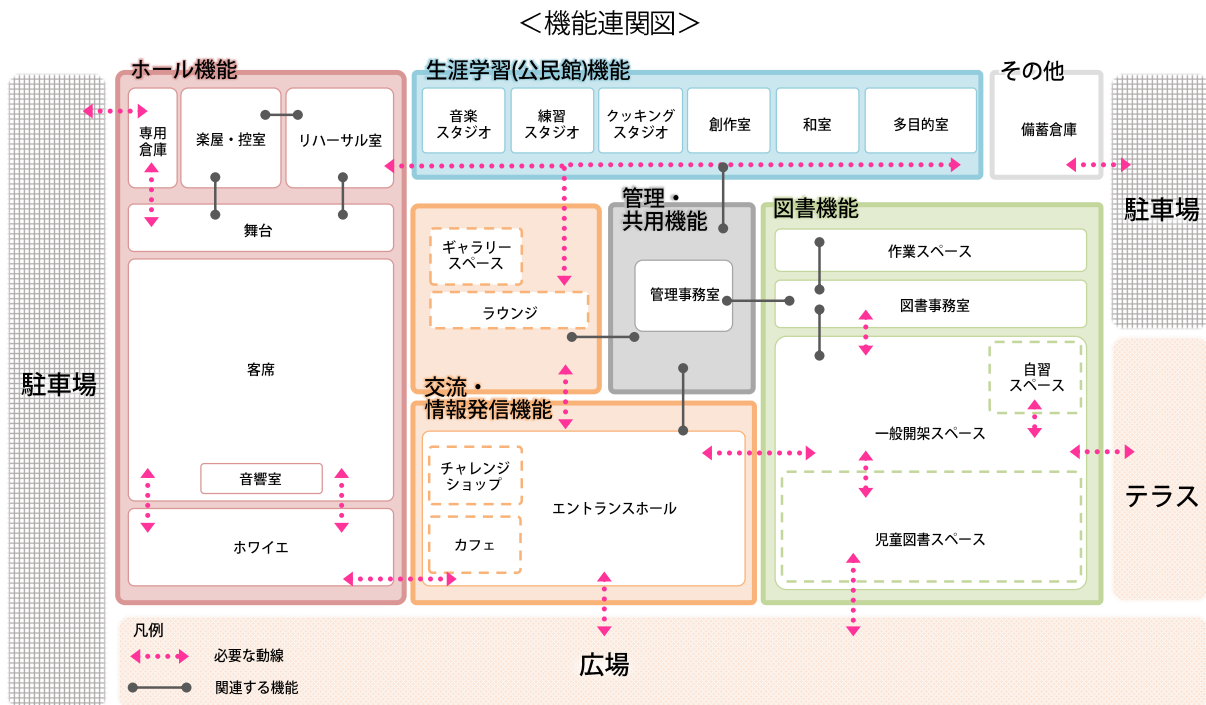 ＜機能連関図＞
ホール機能
専用
倉庫
楽屋・控室
リハーサル室
舞台
客席
音響室
ホワイエ
生涯学習(公民館)機能
音楽
スタジオ
練習
スタジオ
クッキング
スタジオ
創作室
和室
多目的室
その他
備蓄倉庫
駐車場
駐車場
ギャラリー
スペース
ラウンジ
交流・
情報発信機能
チャレンジ
ショップ
カフェ
エントランスホール
管理・
共用機能
管理事務室
図書機能
作業スペース
図書事務室
自習
スペース
一般開架スペース
児童図書スペース
テラス
広場
凡例
必要な動線
関連する機能